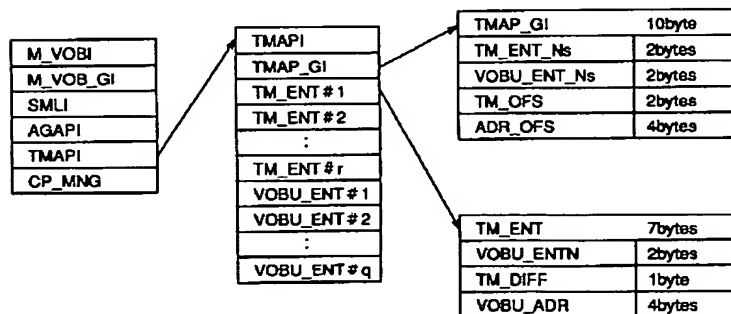 M_VOBI
M_VOB_GI
SMLI
AGAPI
TMAPI
CP_MNG
TMAPI
TMAP_GI
TM_ENT#1
TM_ENT#2
:
TM_ENT#r
VOBU_ENT#1
VOBU_ENT#2
:
VOBU_ENT#q
TMAP_GI 10byte
TM_ENT_Ns 2bytes
VOBU_ENT_Ns 2bytes
TM_OFS 2bytes
ADR_OFS 4bytes
TM_ENT 7bytes
VOBU_ENTN 2bytes
TM_DIFF 1byte
VOBU_ADR 4bytes